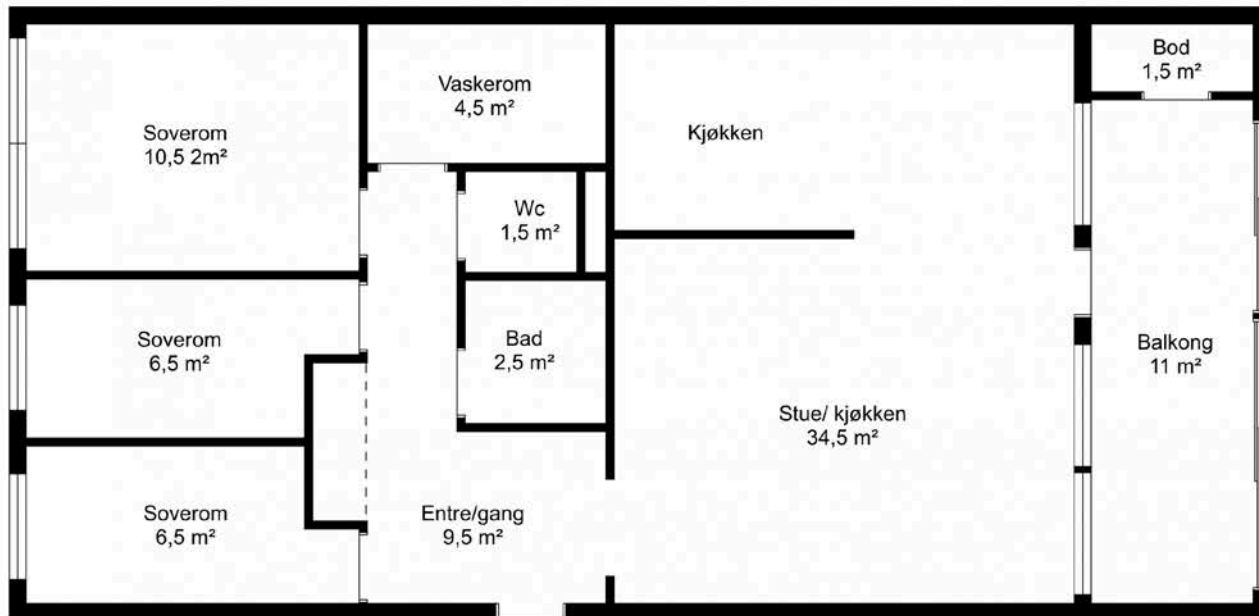 Bod
1,5 m²
Vaskerom
4,5 m²
Soverom
10,5 2m²
Kjøkken
Wc
1,5 m²
Soverom
6,5 m²
Bad
2,5 m²
Balkong
11 m²
Stue/ kjøkken
34,5 m²
Soverom
6,5 m²
Entre/gang
9,5 m²